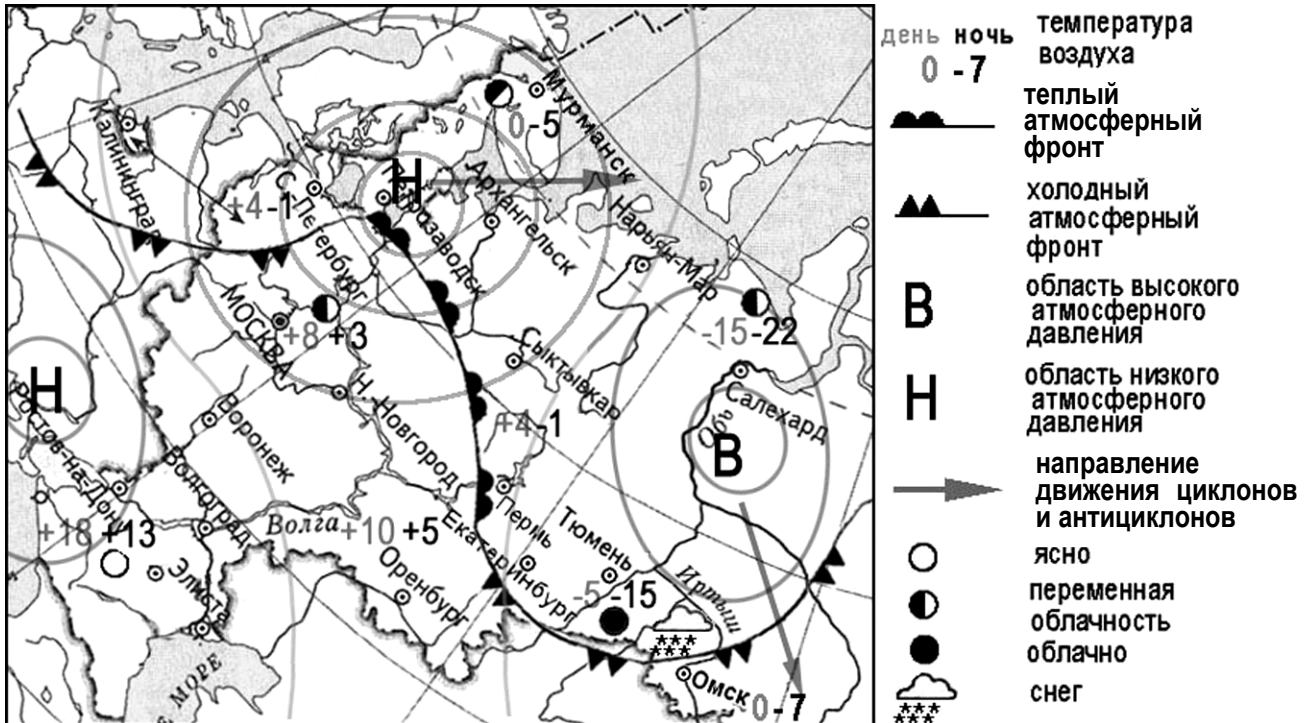 Мурманск
0 -5
Калининград
Н
Архангельск
С.-Петербург
Петрозаводск
+4 -1
Нарьян-Мар
-15 -22
МОСКВА
+8 +3
Сыктывкар
Салехард
Обь
В
Н
Н. Новгород
+4 -1
Ростов-на-Дону
Воронеж
Волгоград
Волга
+10 +5
Пермь
Екатеринбург
Тюмень
+18 +13
Элиста
Оренбург
-5 -15
Иртыш
МОРЕ
Омск
0 -7
день ночь температура
воздуха
0 -7
теплый
атмосферный
фронт
холодный
атмосферный
фронт
В
область высокого
атмосферного
давления
Н
область низкого
атмосферного
давления
направление
движения циклонов
и антициклонов
ясно
переменная
облачность
облачно
снег